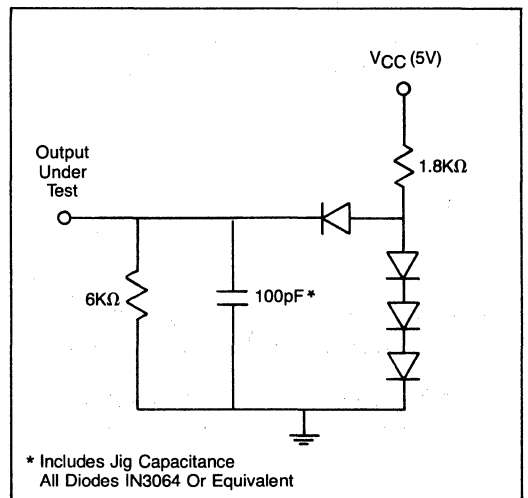 VCC (5V)
Output
Under
Test
1.8KΩ
6KΩ
100pF*
* Includes Jig Capacitance
All Diodes IN3064 Or Equivalent